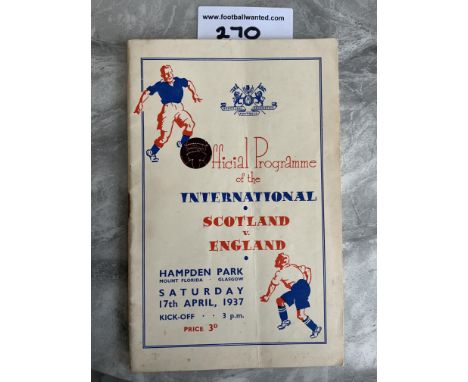 www.footballwanted.com
270
Official Programme
of the
INTERNATIONAL
SCOTLAND
v.
ENGLAND
HAMPDEN PARK
MOUNT FLORIDA · GLASGOW
SATURDAY
17th APRIL, 1937
KICK-OFF · · 3 p.m.
PRICE 3D